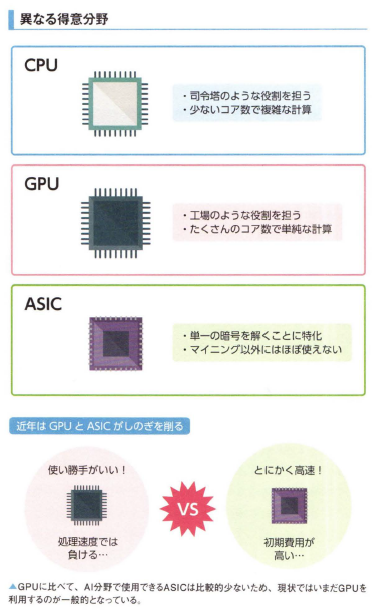 異なる得意分野
CPU
・司令塔のような役割を担う
・少ないコア数で複雑な計算
GPU
・工場のような役割を担う
・たくさんのコア数で単純な計算
ASIC
・単一の暗号を解くことに特化
・マイニング以外にはほぼ使えない
近年は GPU と ASIC がしのぎを削る
使い勝手がいい！
処理速度では
負ける…
VS
とにかく高速！
初期費用が
高い…
▲GPUに比べて、AI分野で使用できるASICは比較的少ないため、現状ではいまだGPUを
利用するのが一般的となっている。